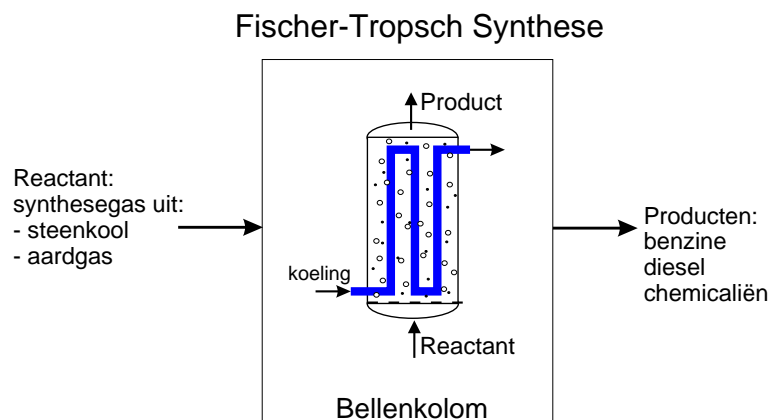 Fischer-Tropsch Synthese
Product
Reactant:
synthesegas uit:
- steenkool
- aardgas
koeling
Reactant
Producten:
benzine
diesel
chemicaliën
Bellenkolom